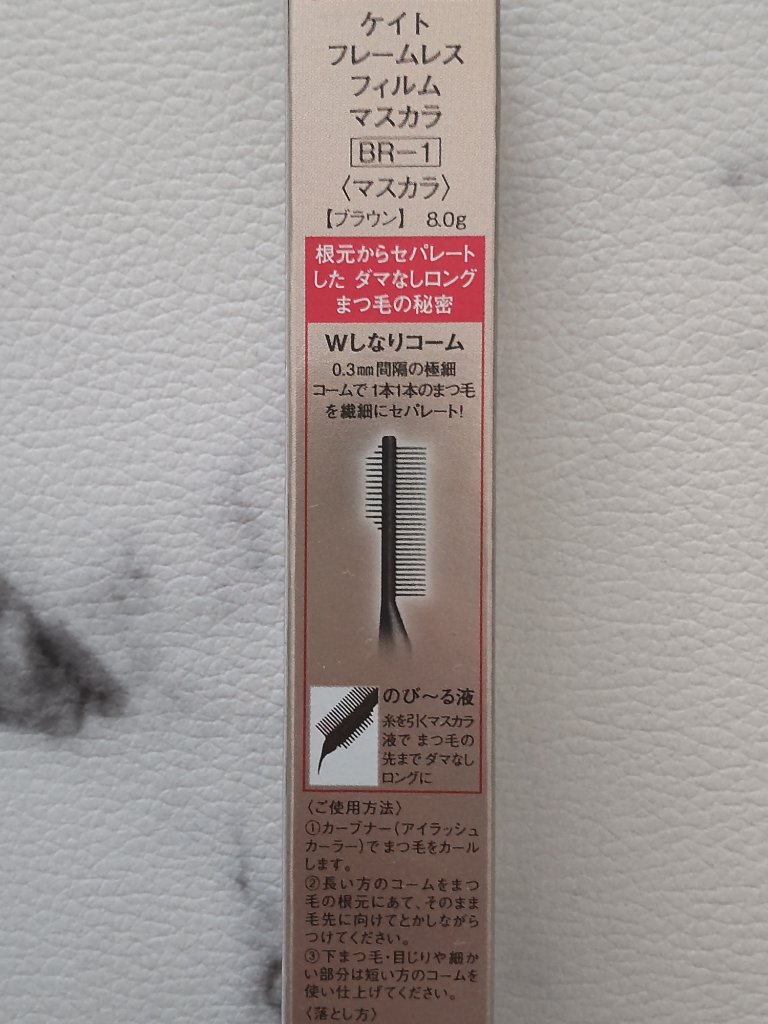 ケイト
フレームレス
フィルム
マスカラ
BR-1
〈マスカラ〉
【ブラウン】 8.0g
根元からセパレート
した ダマなしロング
まつ毛の秘密
Wしなりコーム
0.3㎜間隔の極細
コームで1本1本のまつ毛
を繊細にセパレート!
のび〜る液
糸を引くマスカラ
液で まつ毛の
先まで ダマなし
ロングに
〈ご使用方法〉
①カーブナー(アイラッシュ
カーラー)でまつ毛をカール
します。
②長い方のコームをまつ
毛の根元にあて、そのまま
毛先に向けてとかしながら
つけてください。
③下まつ毛・目じりや細か
い部分は短い方のコームを
使い仕上げてください。
〈落とし方〉